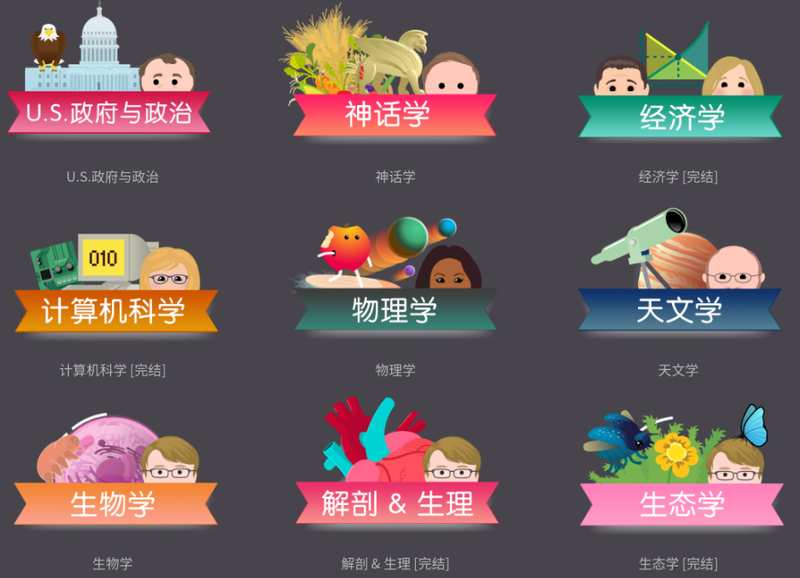 U.S.政府与政治
神话学
经济学
U.S.政府与政治
神话学
经济学 [完结]
010
计算机科学
物理学
天文学
计算机科学 [完结]
物理学
天文学
生物学
解剖 & 生理
生态学
生物学
解剖 & 生理 [完结]
生态学 [完结]